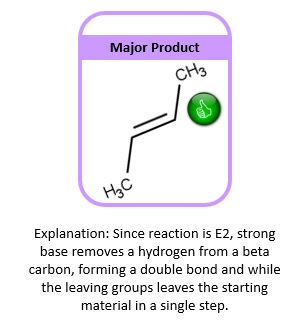 Major Product
CH3
H3C
Explanation: Since reaction is E2, strong
base removes a hydrogen from a beta
carbon, forming a double bond and while
the leaving groups leaves the starting
material in a single step.